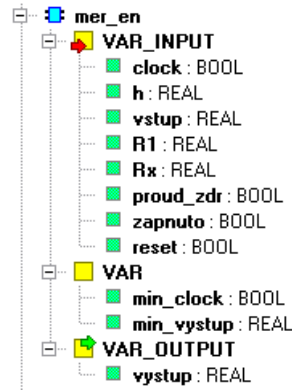 mer_en
VAR_INPUT
clock : BOOL
h : REAL
vstup : REAL
R1 : REAL
Rx : REAL
proud_zdr : BOOL
zapnuto : BOOL
reset : BOOL
VAR
min_clock : BOOL
min_vystup : REAL
VAR_OUTPUT
vystup : REAL